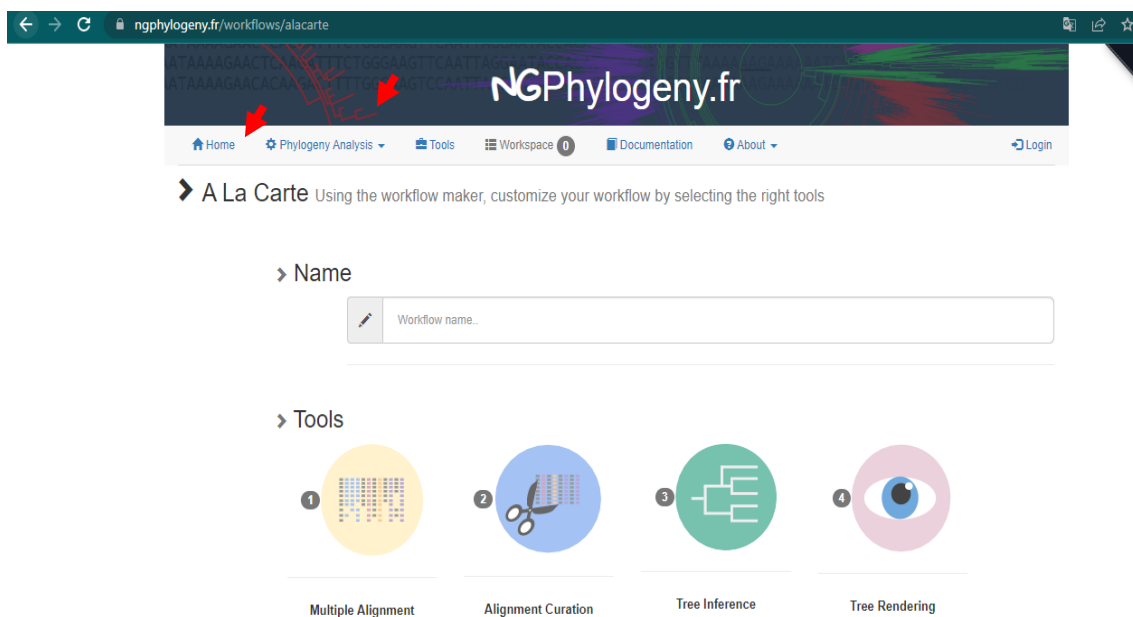 ngphylogeny.fr/workflows/alacarte
NGPhylogeny.fr
Home Phylogeny Analysis Tools Workspace 0 Documentation About Login
A La Carte Using the workflow maker, customize your workflow by selecting the right tools
Name
Workflow name..
Tools
1 2 3 4
Multiple Alignment Alignment Curation Tree Inference Tree Rendering